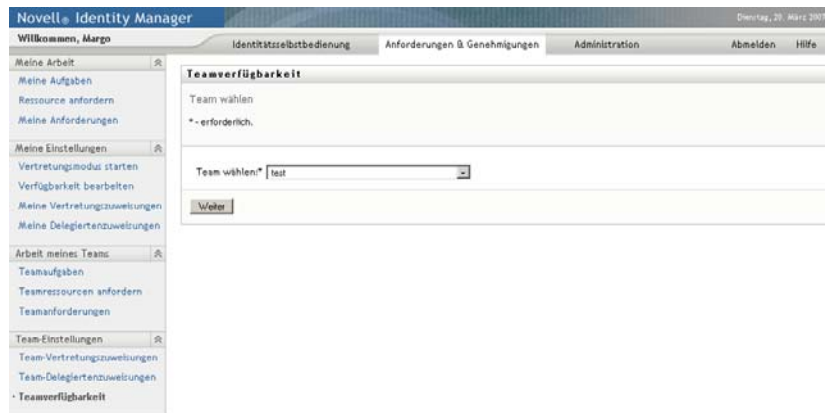 Novell® Identity Manager
Dienstag, 20. März 2007
Willkommen, Margo
Identitätsselbstbedienung Anforderungen & Genehmigungen Administration Abmelden Hilfe
Meine Arbeit
Meine Aufgaben
Ressource anfordern
Meine Anforderungen
Meine Einstellungen
Vertretungsmodus starten
Verfügbarkeit bearbeiten
Meine Vertretungszuweisungen
Meine Delegiertenzuweisungen
Arbeit meines Teams
Teamaufgaben
Teamressourcen anfordern
Teamanforderungen
Team-Einstellungen
Team-Vertretungszuweisungen
Team-Delegiertenzuweisungen
· Teamverfügbarkeit
Teamverfügbarkeit
Team wählen
* - erforderlich.
Team wählen:* test
Weiter